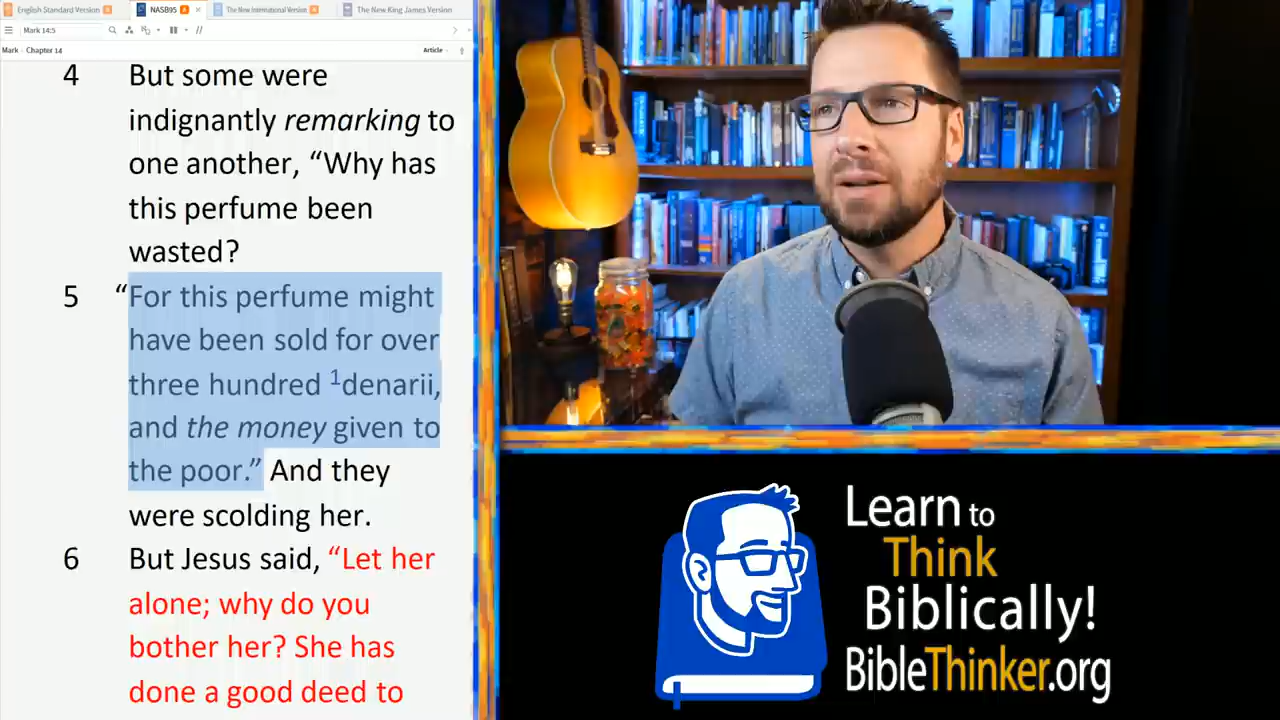 English Standard Version
NASB95
The New International Version
The New King James Version
Mark 14:5
Mark · Chapter 14
Article
4 But some were
indignantly remarking to
one another, “Why has
this perfume been
wasted?
5 “For this perfume might
have been sold for over
three hundred 1denarii,
and the money given to
the poor.” And they
were scolding her.
6 But Jesus said, “Let her
alone; why do you
bother her? She has
done a good deed to
Learn to
Think
Biblically!
BibleThinker.org